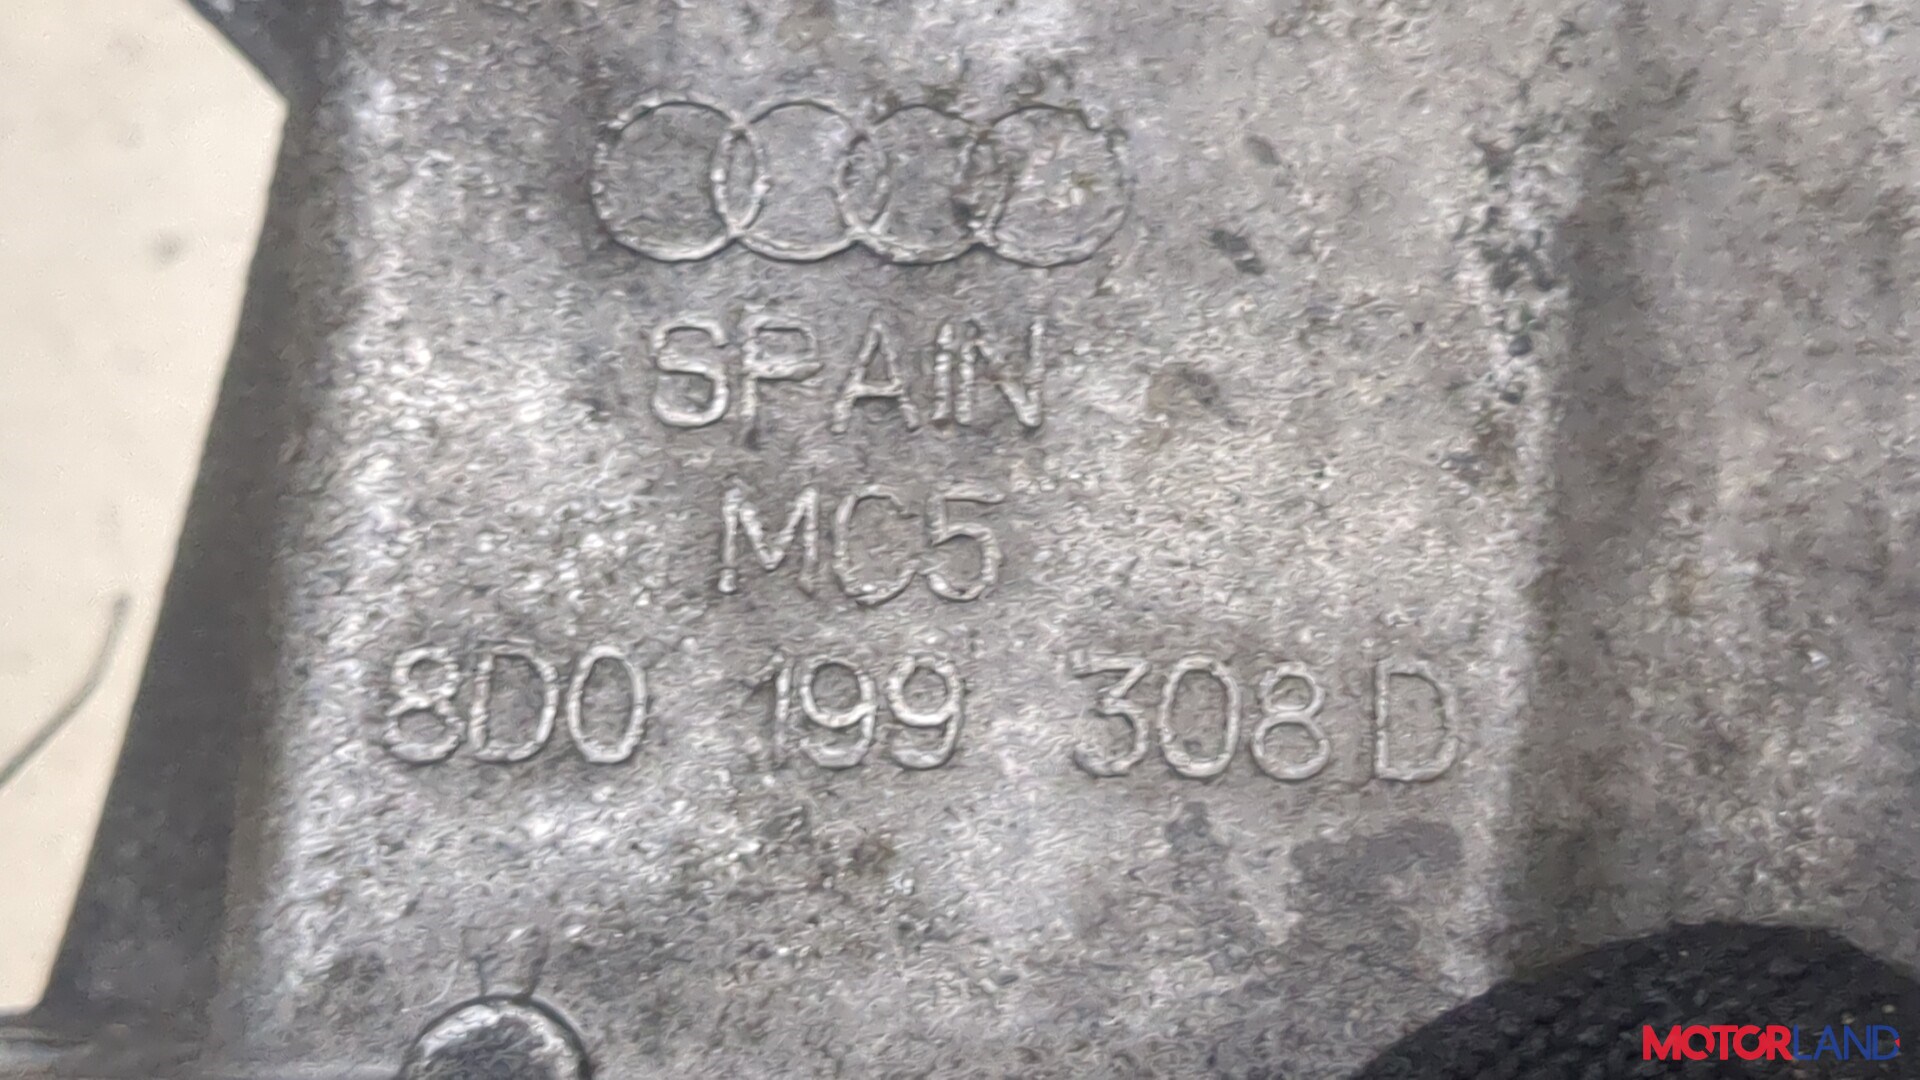 SPAIN
MC5
8D0 199 308 D
MOTORLAND